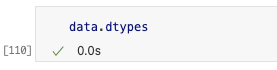 data.dtypes
[110] ✓ 0.0s